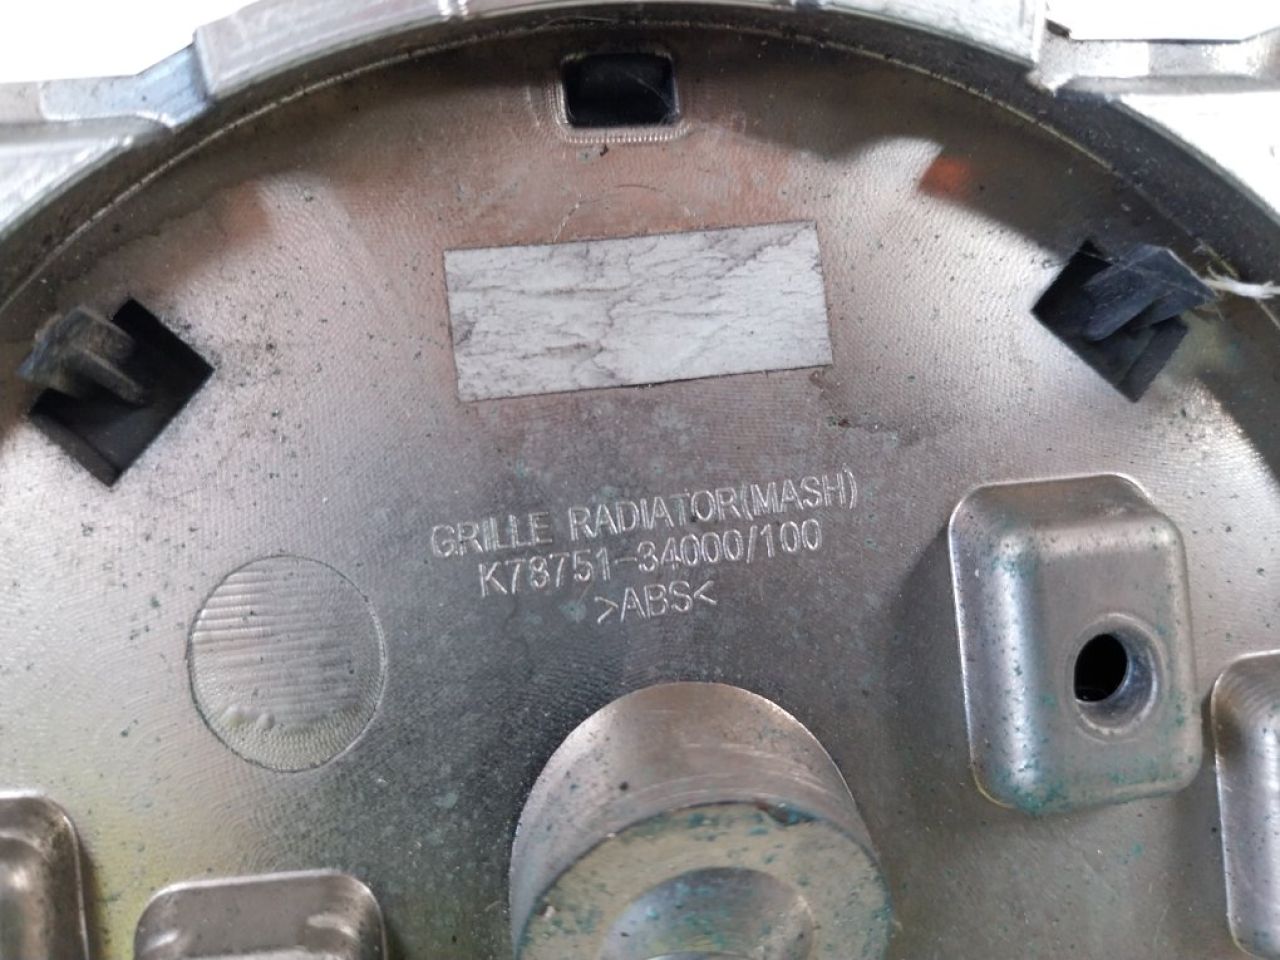 GRILLE RADIATOR(MASH)
K78751-34000/100
>ABS<